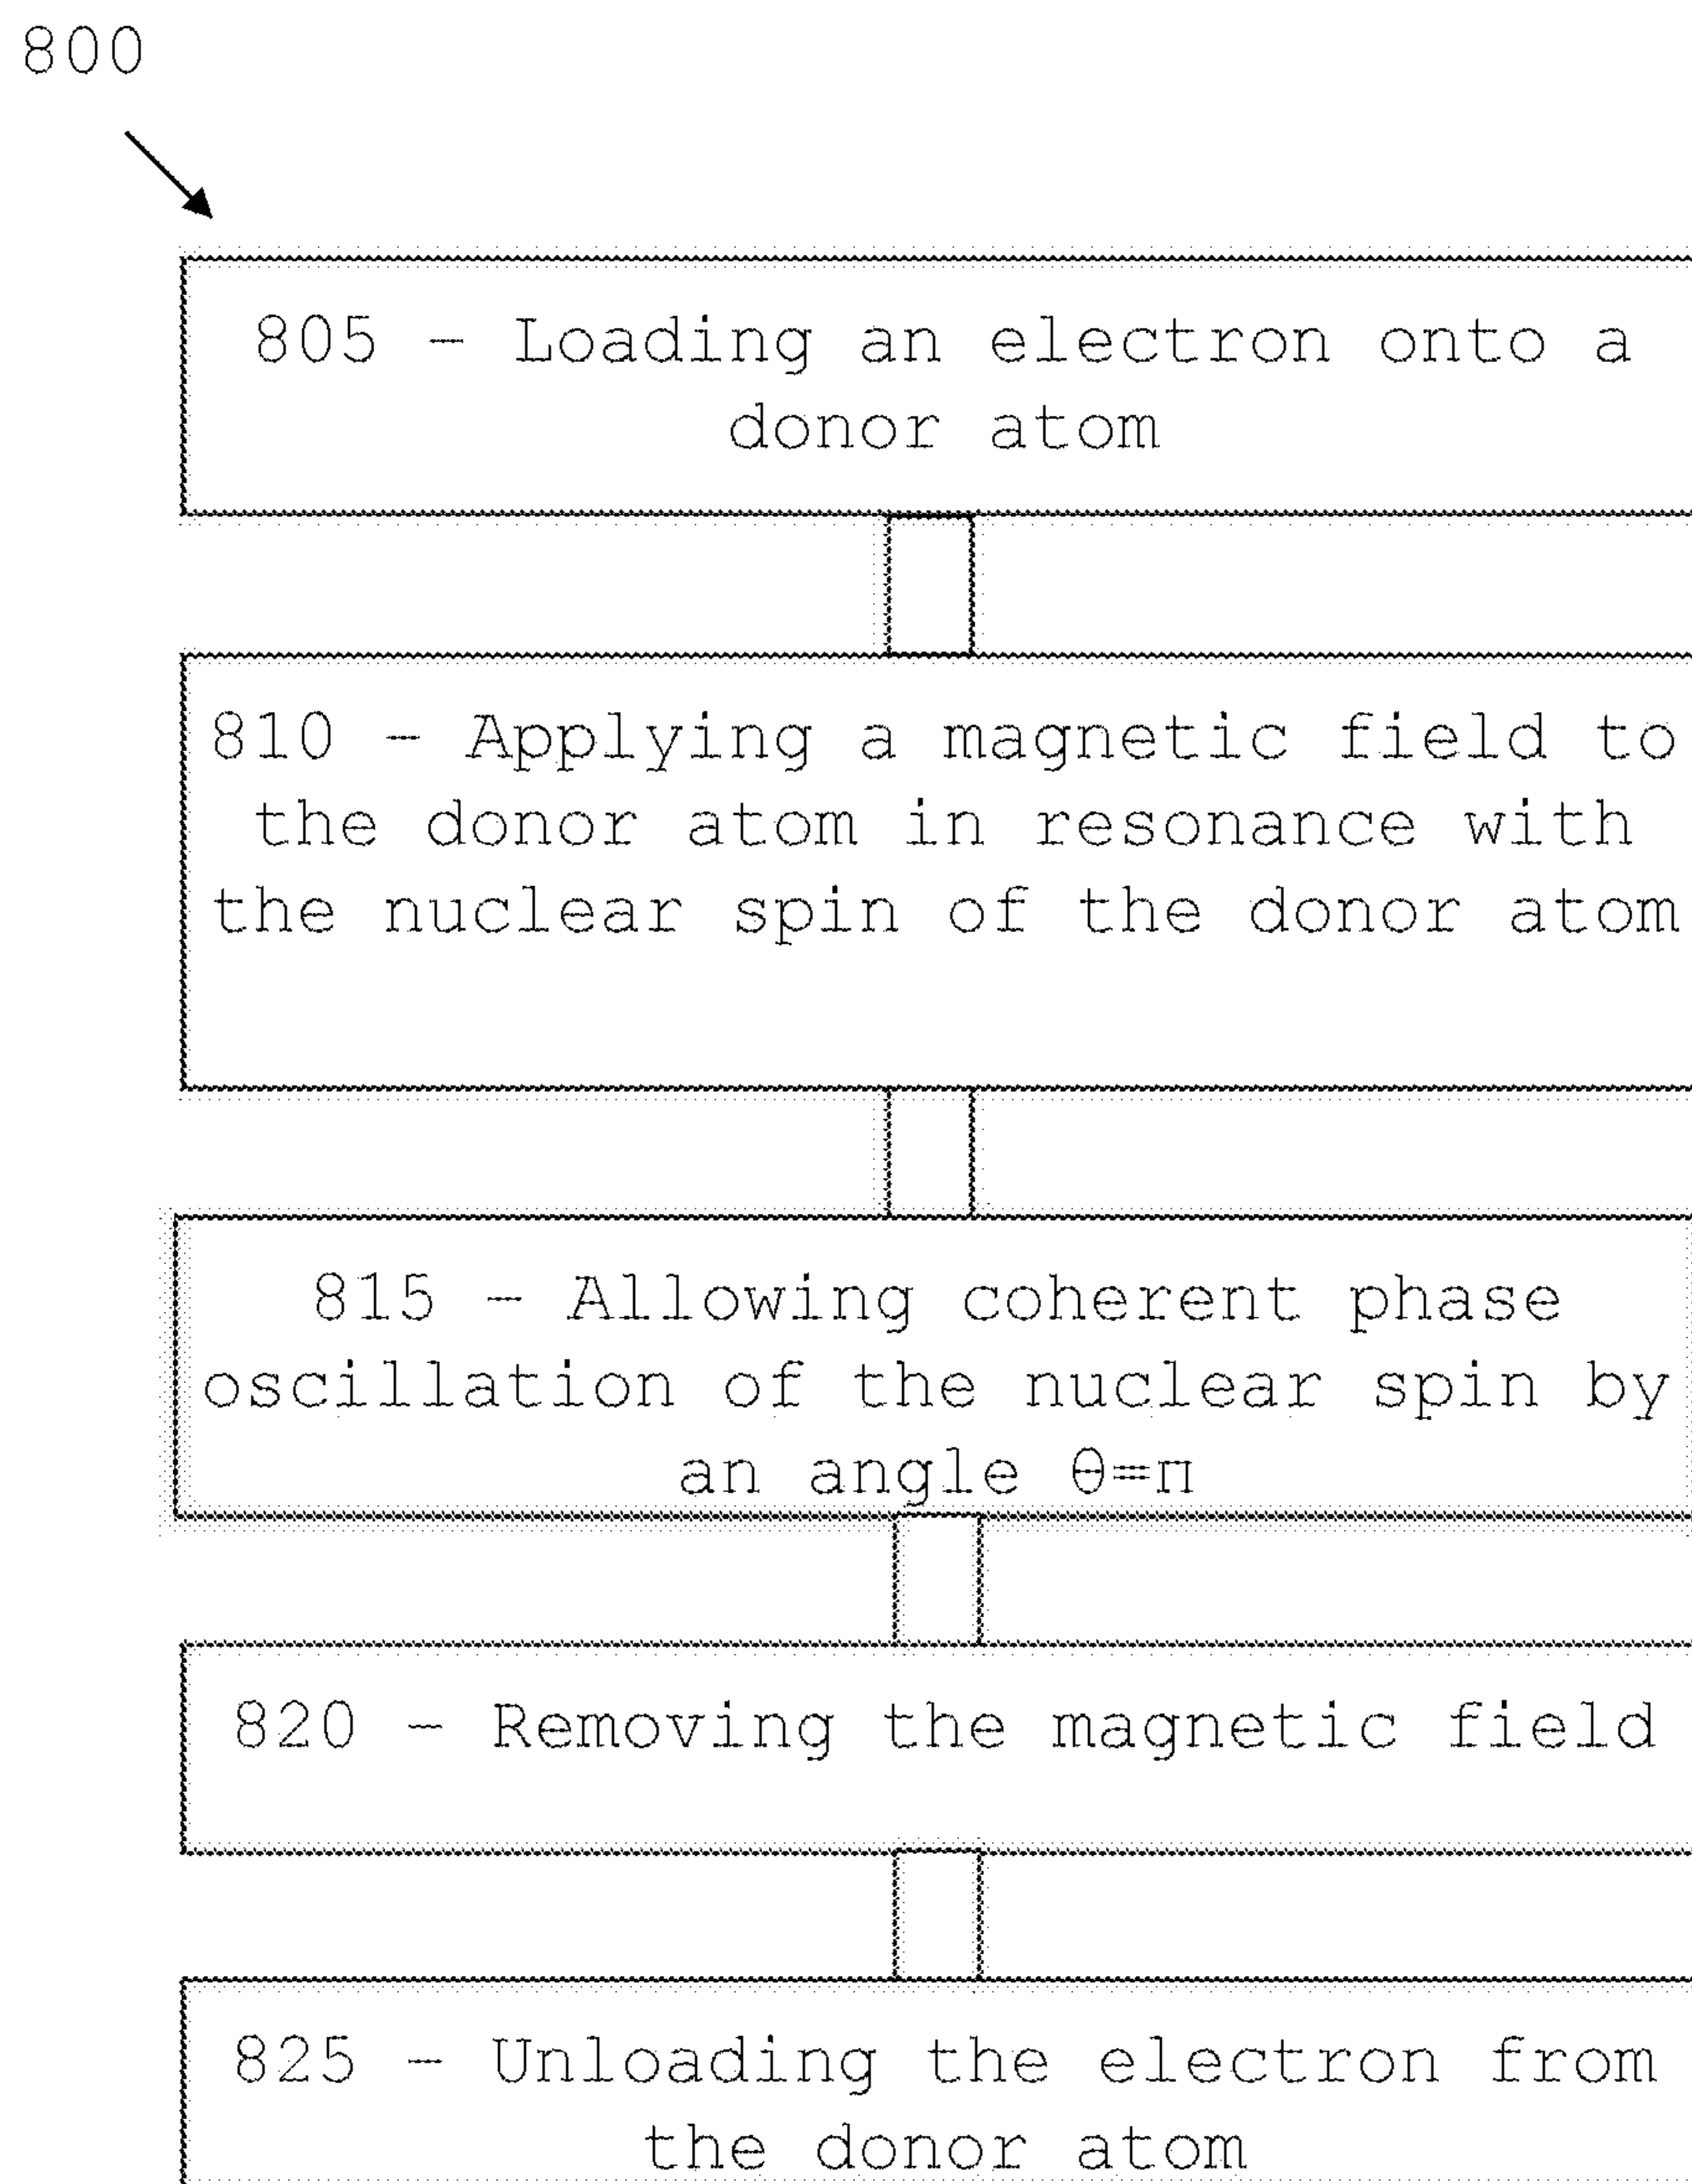 800
805 - Loading an electron onto a
donor atom
810 - Applying a magnetic field to
the donor atom in resonance with
the nuclear spin of the donor atom
815 - Allowing coherent phase
oscillation of the nuclear spin by
an angle θ=π
820 - Removing the magnetic field
825 - Unloading the electron from
the donor atom